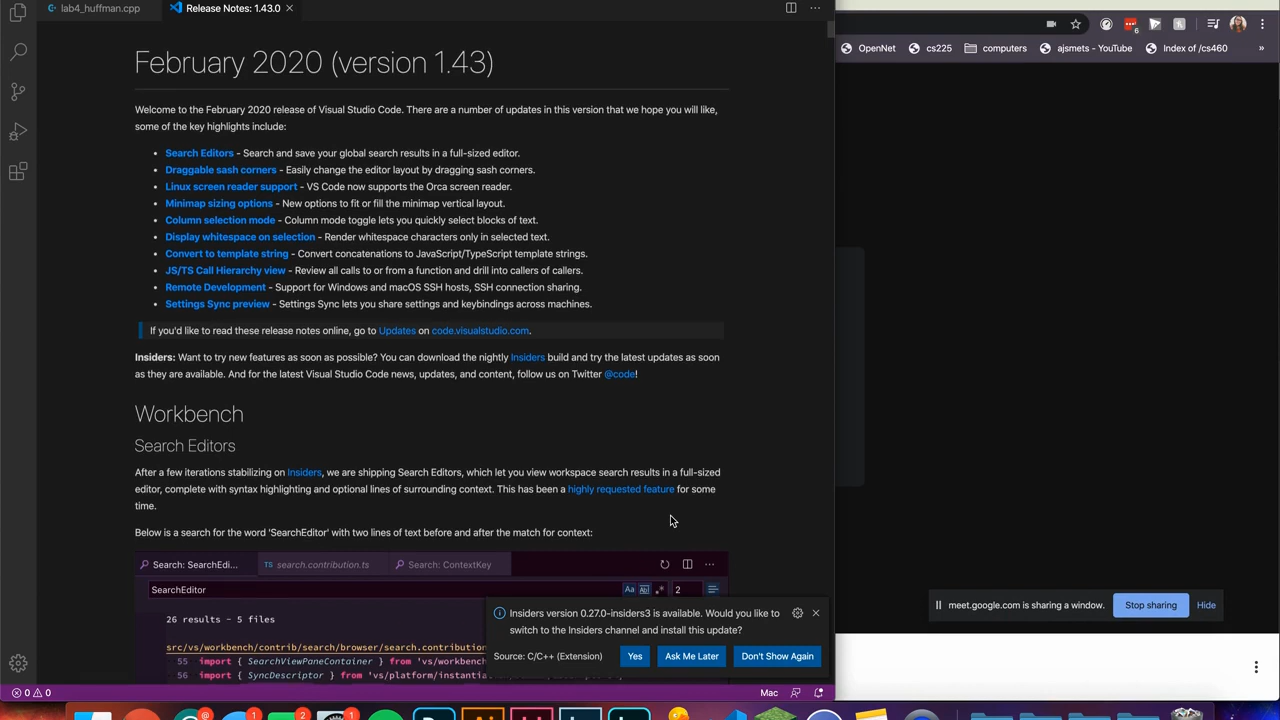 lab4_huffman.cpp
Release Notes: 1.43.0
February 2020 (version 1.43)
Welcome to the February 2020 release of Visual Studio Code. There are a number of updates in this version that we hope you will like,
some of the key highlights include:
• Search Editors - Search and save your global search results in a full-sized editor.
• Draggable sash corners - Easily change the editor layout by dragging sash corners.
• Linux screen reader support - VS Code now supports the Orca screen reader.
• Minimap sizing options - New options to fit or fill the minimap vertical layout.
• Column selection mode - Column mode toggle lets you quickly select blocks of text.
• Display whitespace on selection - Render whitespace characters only in selected text.
• Convert to template string - Convert concatenations to JavaScript/TypeScript template strings.
• JS/TS Call Hierarchy view - Review all calls to or from a function and drill into callers of callers.
• Remote Development - Support for Windows and macOS SSH hosts, SSH connection sharing.
• Settings Sync preview - Settings Sync lets you share settings and keybindings across machines.
If you'd like to read these release notes online, go to Updates on code.visualstudio.com.
Insiders: Want to try new features as soon as possible? You can download the nightly Insiders build and try the latest updates as soon
as they are available. And for the latest Visual Studio Code news, updates, and content, follow us on Twitter @code!
Workbench
Search Editors
After a few iterations stabilizing on Insiders, we are shipping Search Editors, which let you view workspace search results in a full-sized
editor, complete with syntax highlighting and optional lines of surrounding context. This has been a highly requested feature for some
time.
Below is a search for the word 'SearchEditor' with two lines of text before and after the match for context:
Search: SearchEdi...
search.contribution.ts
Search: ContextKey
SearchEditor
Aa Ab| .* 2
26 results - 5 files
src/vs/workbench/contrib/search/browser/search.contribution
55 import { SearchViewPaneContainer } from 'vs/workbench
56 import { SyncDescriptor } from 'vs/platform/instantiat
Insiders version 0.27.0-insiders3 is available. Would you like to
switch to the Insiders channel and install this update?
Source: C/C++ (Extension)
Yes
Ask Me Later
Don't Show Again
0 0
Mac
6
OpenNet
cs225
computers
ajsmets - YouTube
Index of /cs460
»
meet.google.com is sharing a window.
Stop sharing
Hide